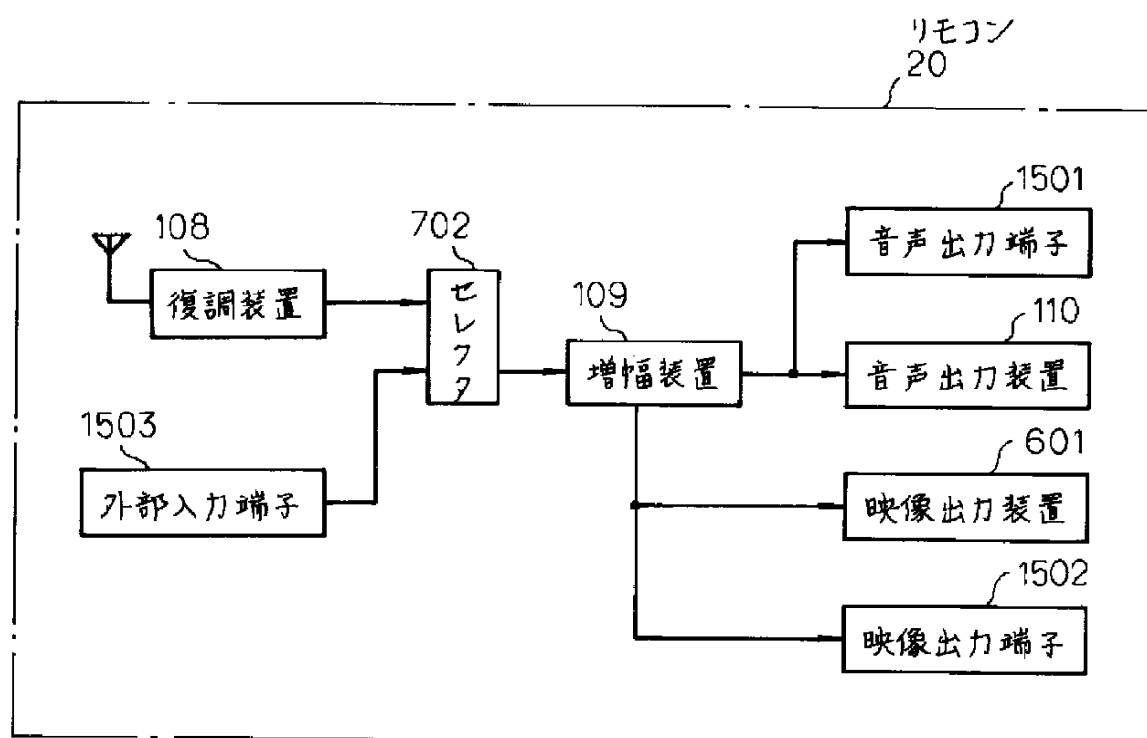 リモコン
20
1501
音声出力端子
108
復調装置
702
セレクタ
109
増幅装置
110
音声出力装置
1503
外部入力端子
601
映像出力装置
1502
映像出力端子